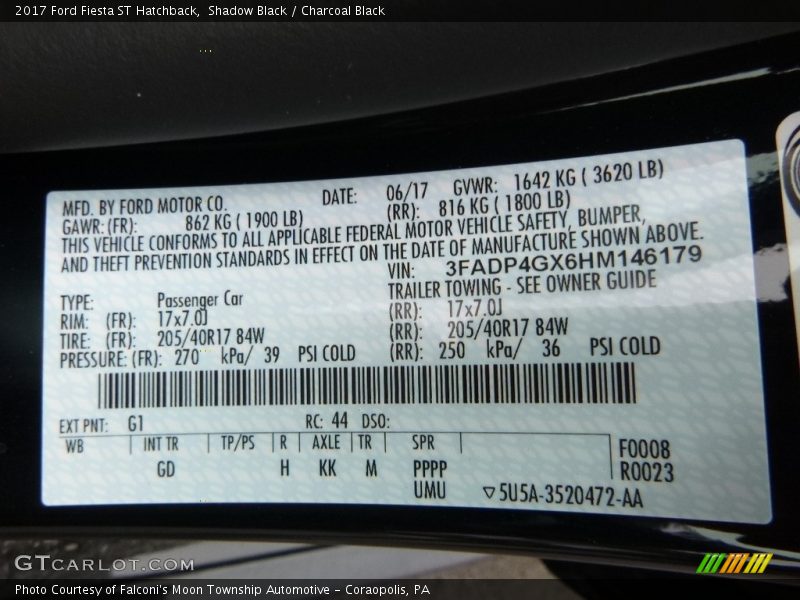 2017 Ford Fiesta ST Hatchback, Shadow Black / Charcoal Black
MFD. BY FORD MOTOR CO. DATE: 06/17 GVWR: 1642 KG ( 3620 LB)
GAWR: (FR): 862 KG ( 1900 LB) (RR): 816 KG ( 1800 LB)
THIS VEHICLE CONFORMS TO ALL APPLICABLE FEDERAL MOTOR VEHICLE SAFETY, BUMPER,
AND THEFT PREVENTION STANDARDS IN EFFECT ON THE DATE OF MANUFACTURE SHOWN ABOVE.
VIN: 3FADP4GX6HM146179
TYPE: Passenger Car TRAILER TOWING - SEE OWNER GUIDE
RIM: (FR): 17x7.0J (RR): 17x7.0J
TIRE: (FR): 205/40R17 84W (RR): 205/40R17 84W
PRESSURE: (FR): 270 kPa/ 39 PSI COLD (RR): 250 kPa/ 36 PSI COLD
EXT PNT: G1 RC: 44 DSO:
WB INT TR TP/PS R AXLE TR SPR F0008
GD H KK M PPPP R0023
UMU ▽5U5A-3520472-AA
GTCARLOT.COM
Photo Courtesy of Falconi's Moon Township Automotive – Coraopolis, PA